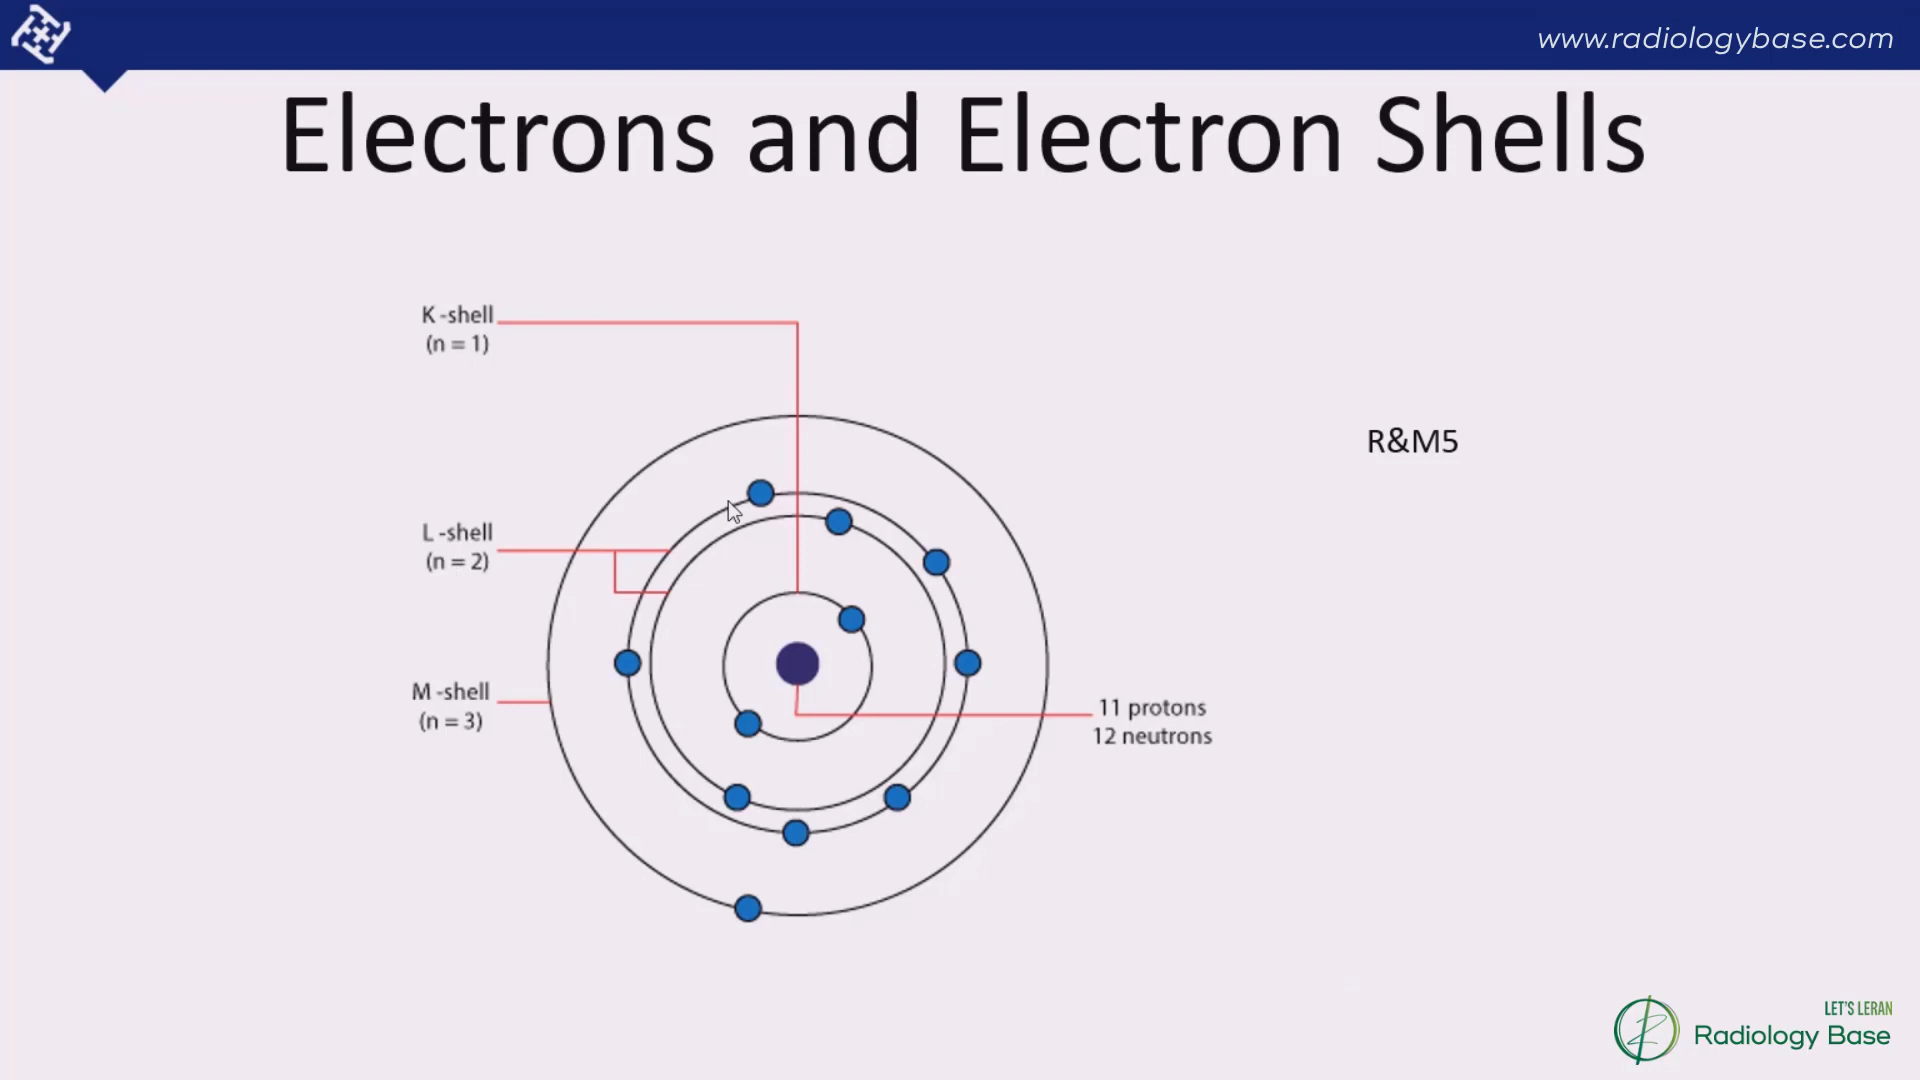 www.radiologybase.com
Electrons and Electron Shells
K -shell
(n = 1)
R&M5
L -shell
(n = 2)
M -shell
(n = 3)
11 protons
12 neutrons
LET'S LERAN
Radiology Base